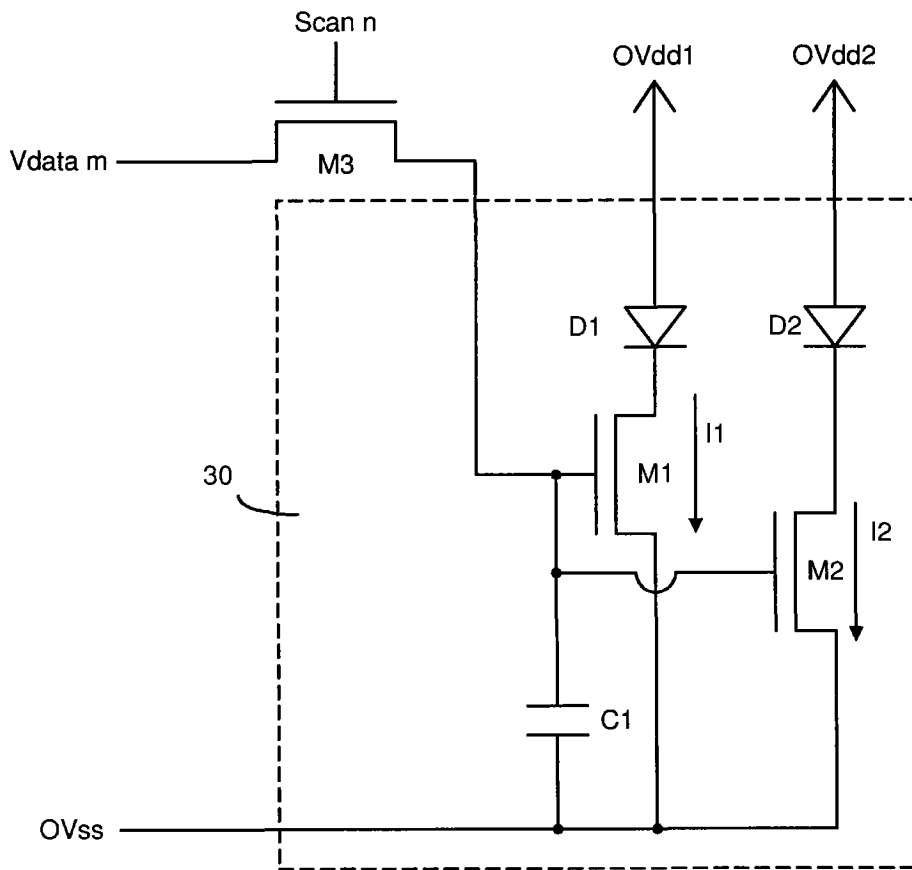 Scan n
OVdd1
OVdd2
Vdata m
M3
D1
D2
I1
30
M1
I2
M2
C1
OVss